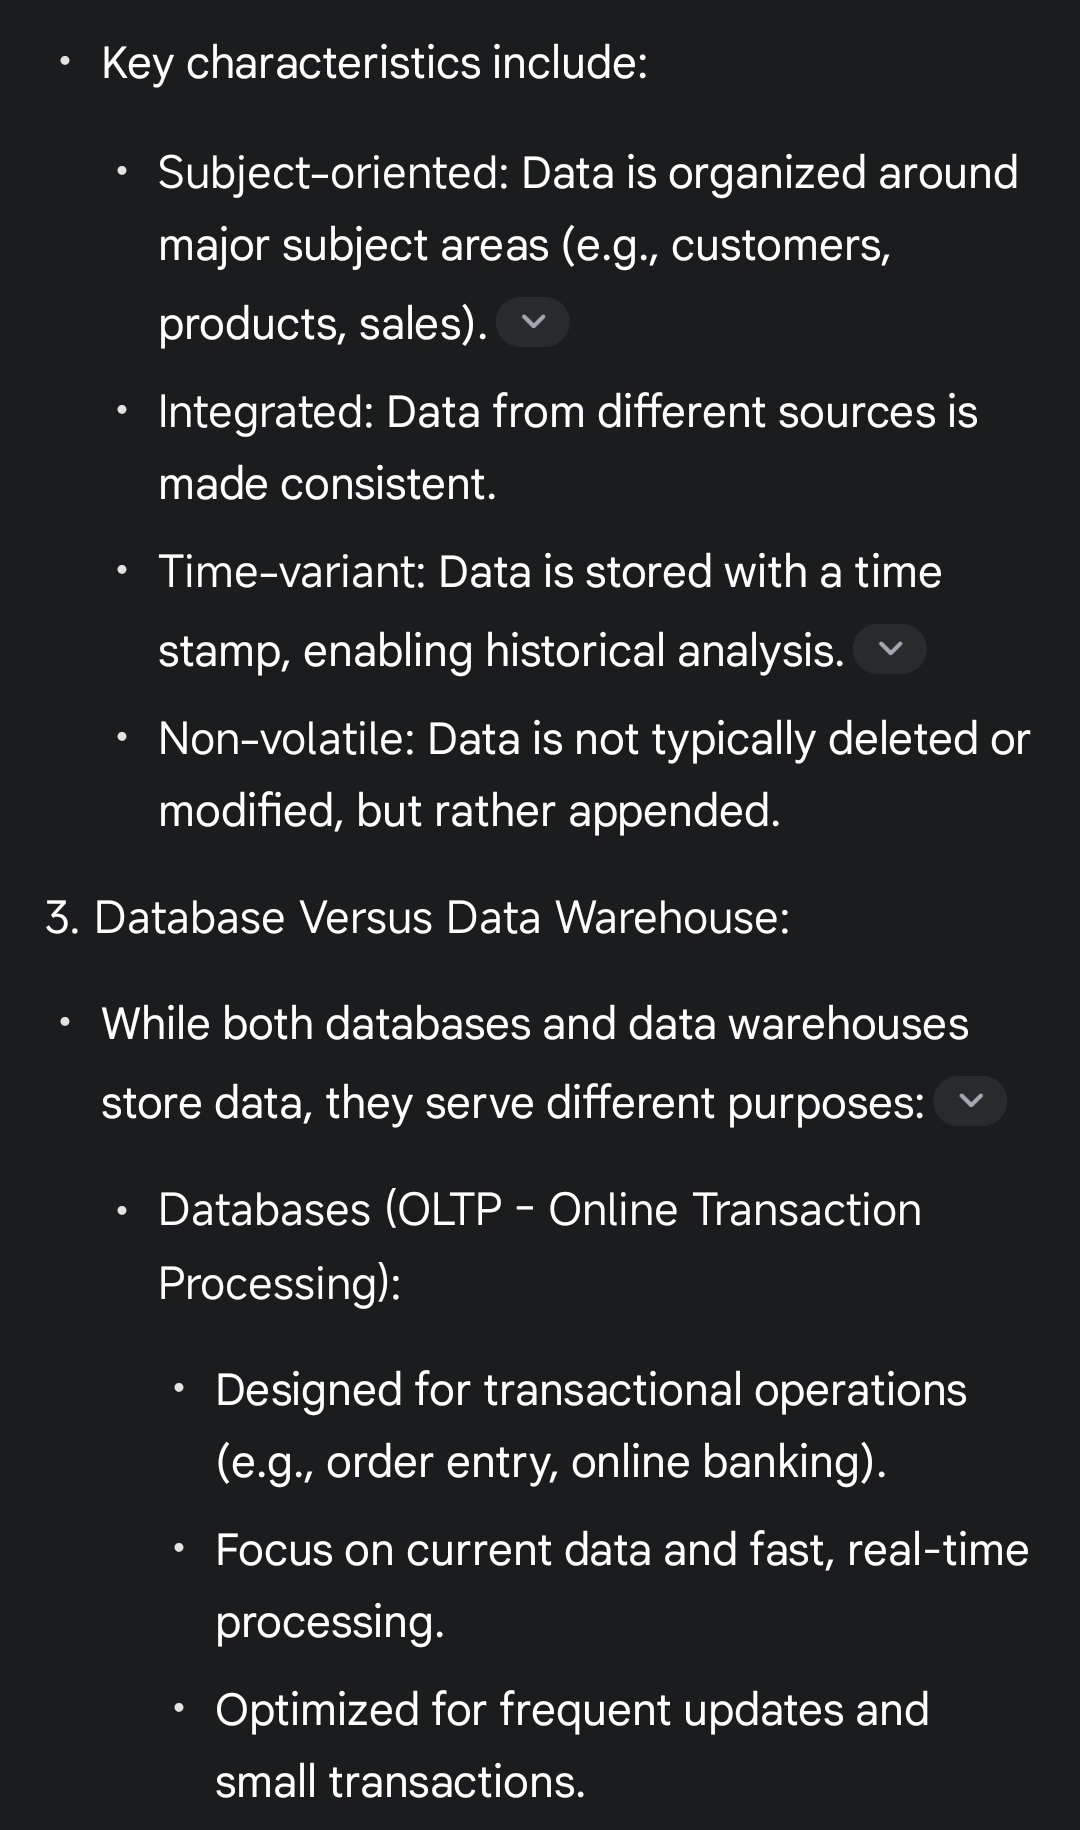 • Key characteristics include:
• Subject-oriented: Data is organized around
major subject areas (e.g., customers,
products, sales).
• Integrated: Data from different sources is
made consistent.
• Time-variant: Data is stored with a time
stamp, enabling historical analysis.
• Non-volatile: Data is not typically deleted or
modified, but rather appended.
3. Database Versus Data Warehouse:
• While both databases and data warehouses
store data, they serve different purposes:
• Databases (OLTP - Online Transaction
Processing):
• Designed for transactional operations
(e.g., order entry, online banking).
• Focus on current data and fast, real-time
processing.
• Optimized for frequent updates and
small transactions.